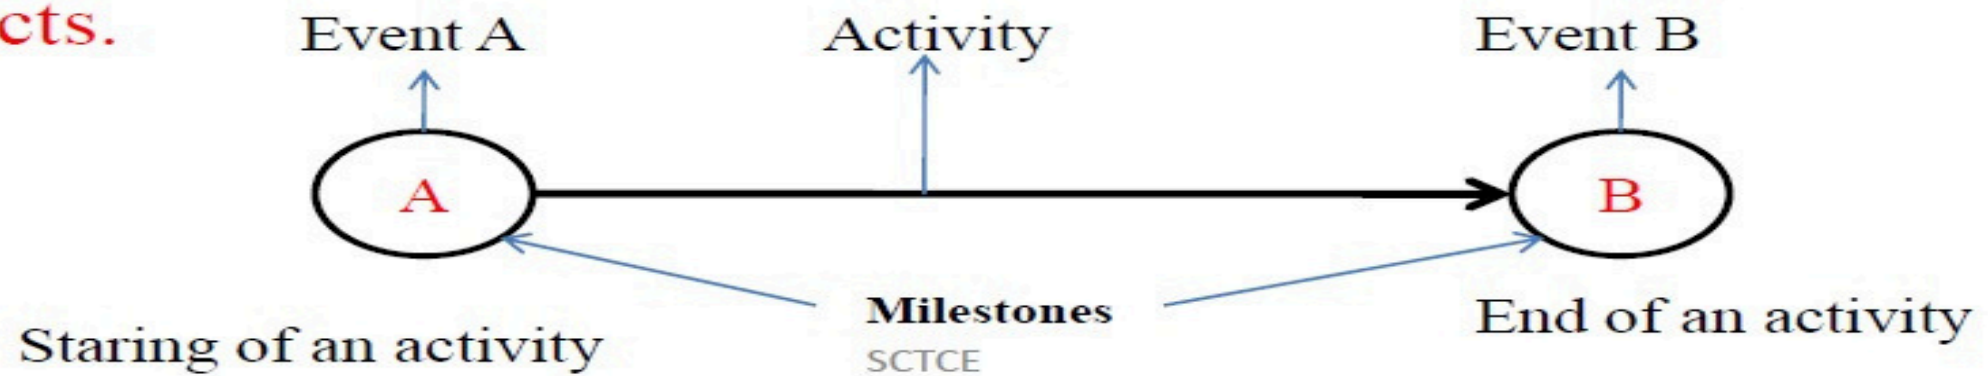 cts.
Event A Activity Event B
A B
Milestones
Staring of an activity End of an activity
SCTCE